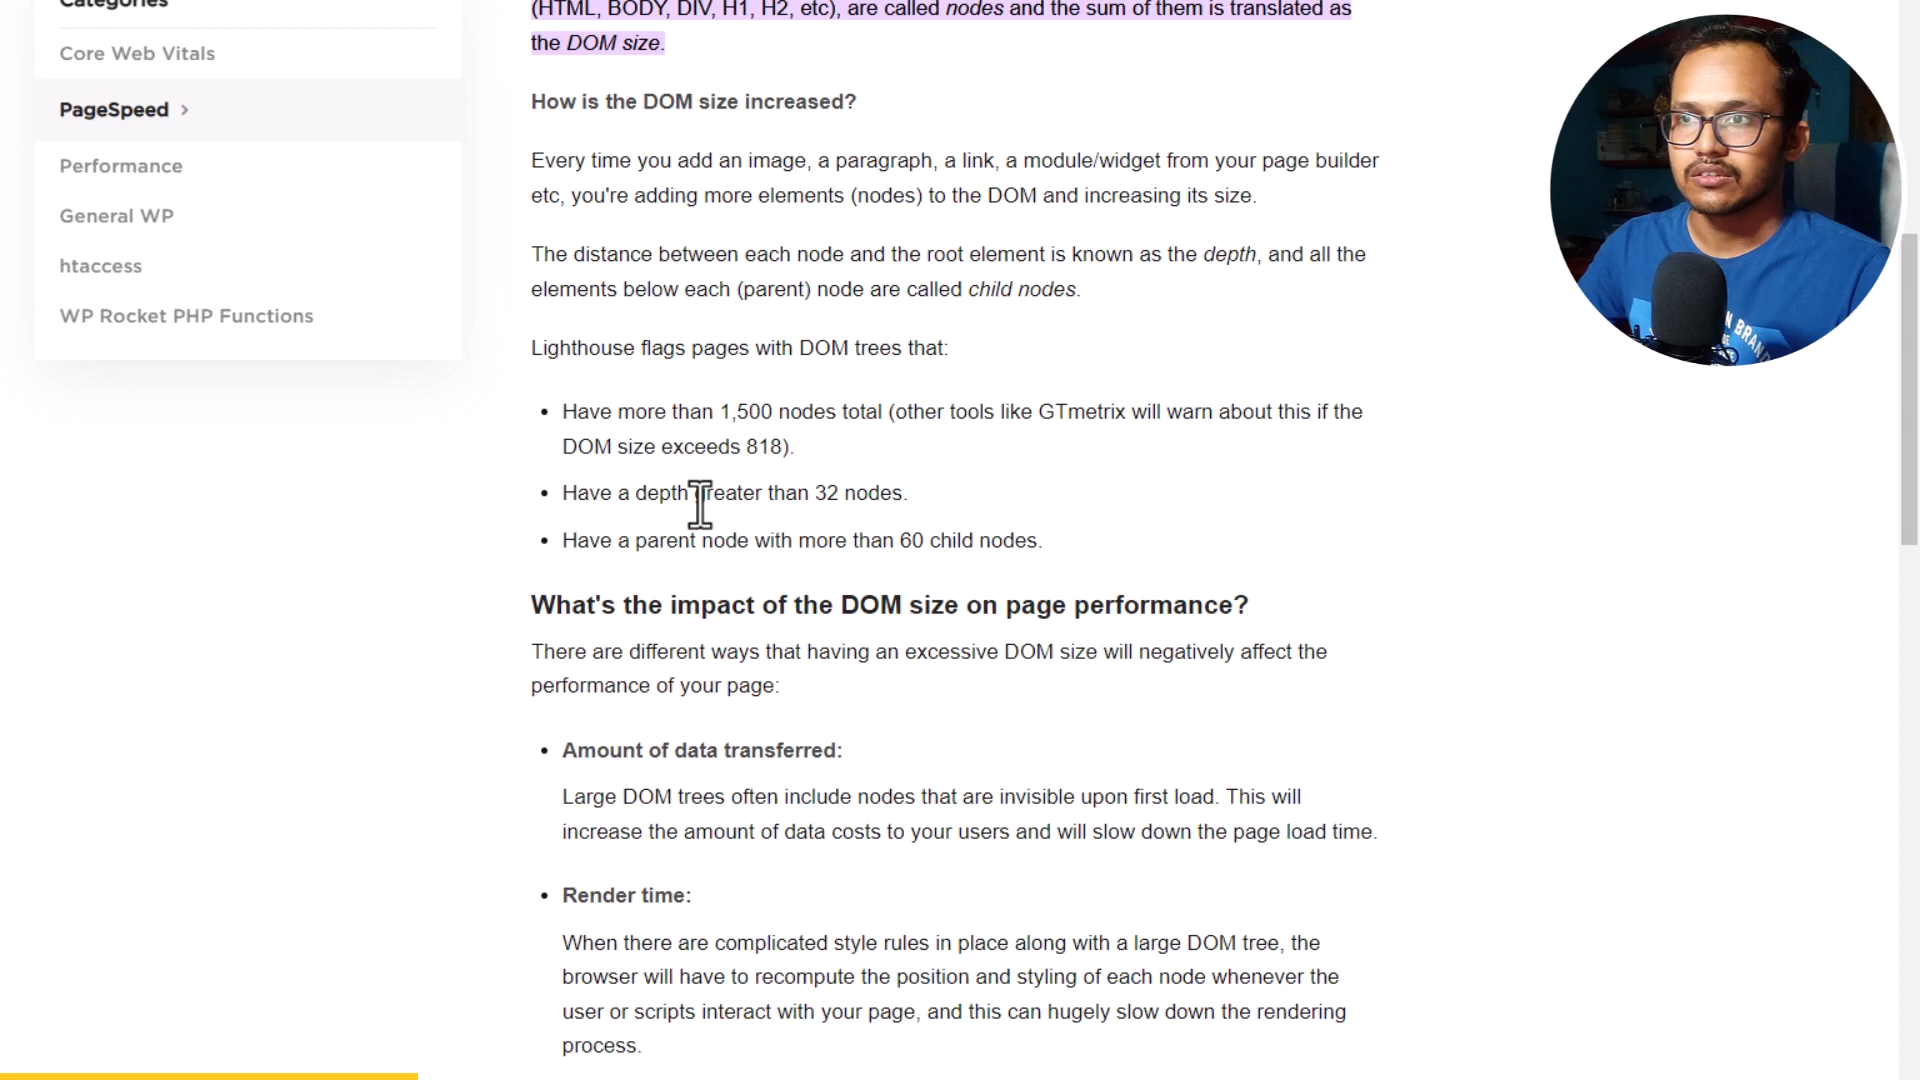 Categories
Core Web Vitals
PageSpeed
Performance
General WP
htaccess
WP Rocket PHP Functions
(HTML, BODY, DIV, H1, H2, etc), are called nodes and the sum of them is translated as
the DOM size.
How is the DOM size increased?
Every time you add an image, a paragraph, a link, a module/widget from your page builder
etc, you're adding more elements (nodes) to the DOM and increasing its size.
The distance between each node and the root element is known as the depth, and all the
elements below each (parent) node are called child nodes.
Lighthouse flags pages with DOM trees that:
• Have more than 1,500 nodes total (other tools like GTmetrix will warn about this if the
DOM size exceeds 818).
• Have a depth greater than 32 nodes.
• Have a parent node with more than 60 child nodes.
What's the impact of the DOM size on page performance?
There are different ways that having an excessive DOM size will negatively affect the
performance of your page:
• Amount of data transferred:
Large DOM trees often include nodes that are invisible upon first load. This will
increase the amount of data costs to your users and will slow down the page load time.
• Render time:
When there are complicated style rules in place along with a large DOM tree, the
browser will have to recompute the position and styling of each node whenever the
user or scripts interact with your page, and this can hugely slow down the rendering
process.